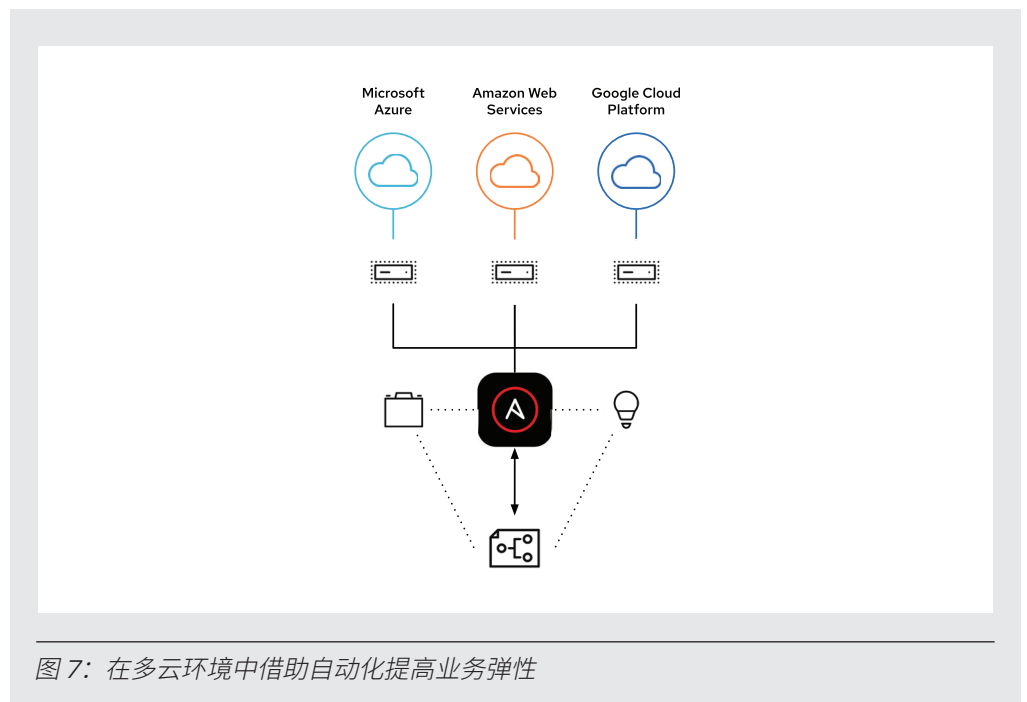 Microsoft
Azure
Amazon Web
Services
Google Cloud
Platform
图 7：在多云环境中借助自动化提高业务弹性